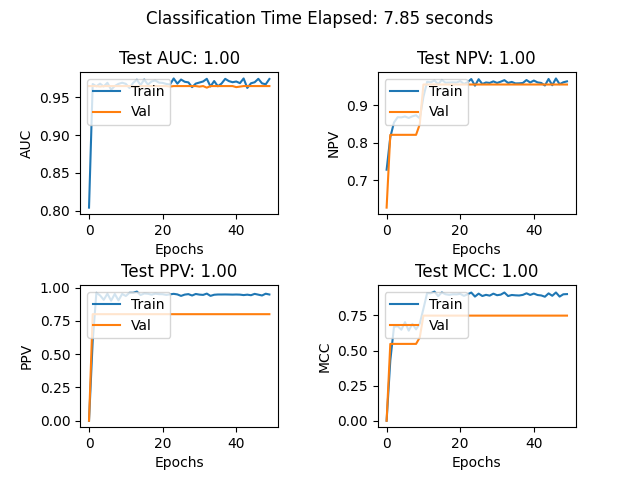 Classification Time Elapsed: 7.85 seconds
Test AUC: 1.00
Test NPV: 1.00
0.95
0.90
0.85
0.80
AUC
Train
Val
0 20 40
Epochs
0.9
0.8
0.7
NPV
Train
Val
0 20 40
Epochs
Test PPV: 1.00
Test MCC: 1.00
1.00
0.75
0.50
0.25
0.00
PPV
Train
Val
0 20 40
Epochs
0.75
0.50
0.25
0.00
MCC
Train
Val
0 20 40
Epochs